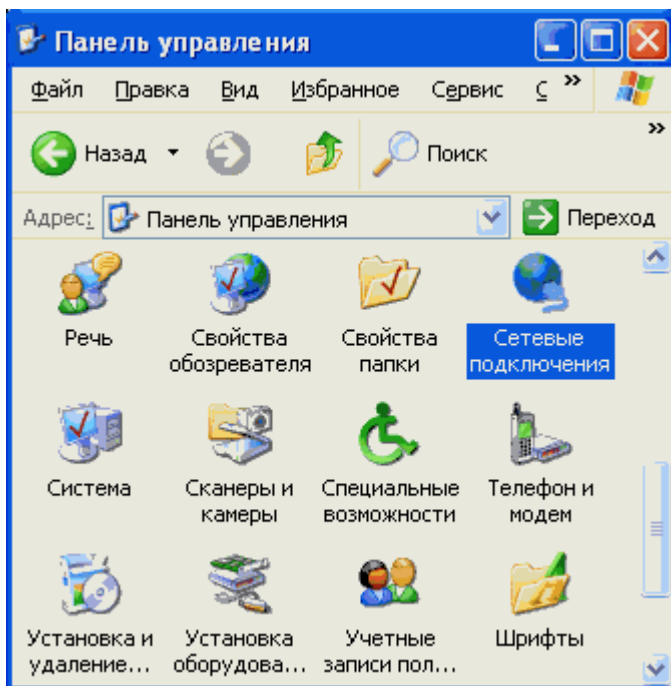 Панель управления
Файл Правка Вид Избранное Сервис С »
Назад Поиск »
Адрес: Панель управления Переход
Речь Свойства обозревателя Свойства папки Сетевые подключения
Система Сканеры и камеры Специальные возможности Телефон и модем
Установка и удаление... Установка оборудова... Учетные записи пол... Шрифты